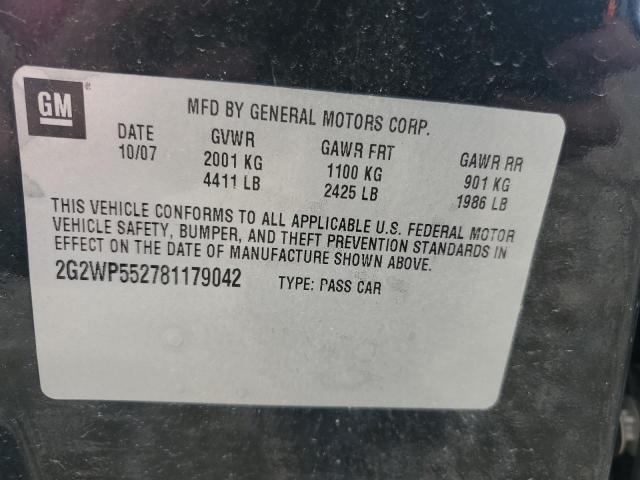 GM
MFD BY GENERAL MOTORS CORP.
DATE GVWR GAWR FRT GAWR RR
10/07 2001 KG 1100 KG 901 KG
4411 LB 2425 LB 1986 LB
THIS VEHICLE CONFORMS TO ALL APPLICABLE U.S. FEDERAL MOTOR
VEHICLE SAFETY, BUMPER, AND THEFT PREVENTION STANDARDS IN
EFFECT ON THE DATE OF MANUFACTURE SHOWN ABOVE.
2G2WP552781179042 TYPE: PASS CAR